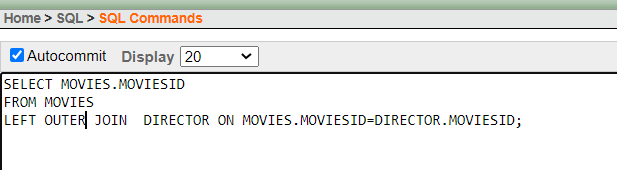 Home > SQL > SQL Commands
Autocommit Display 20
SELECT MOVIES.MOVIESID
FROM MOVIES
LEFT OUTER JOIN  DIRECTOR ON MOVIES.MOVIESID=DIRECTOR.MOVIESID;